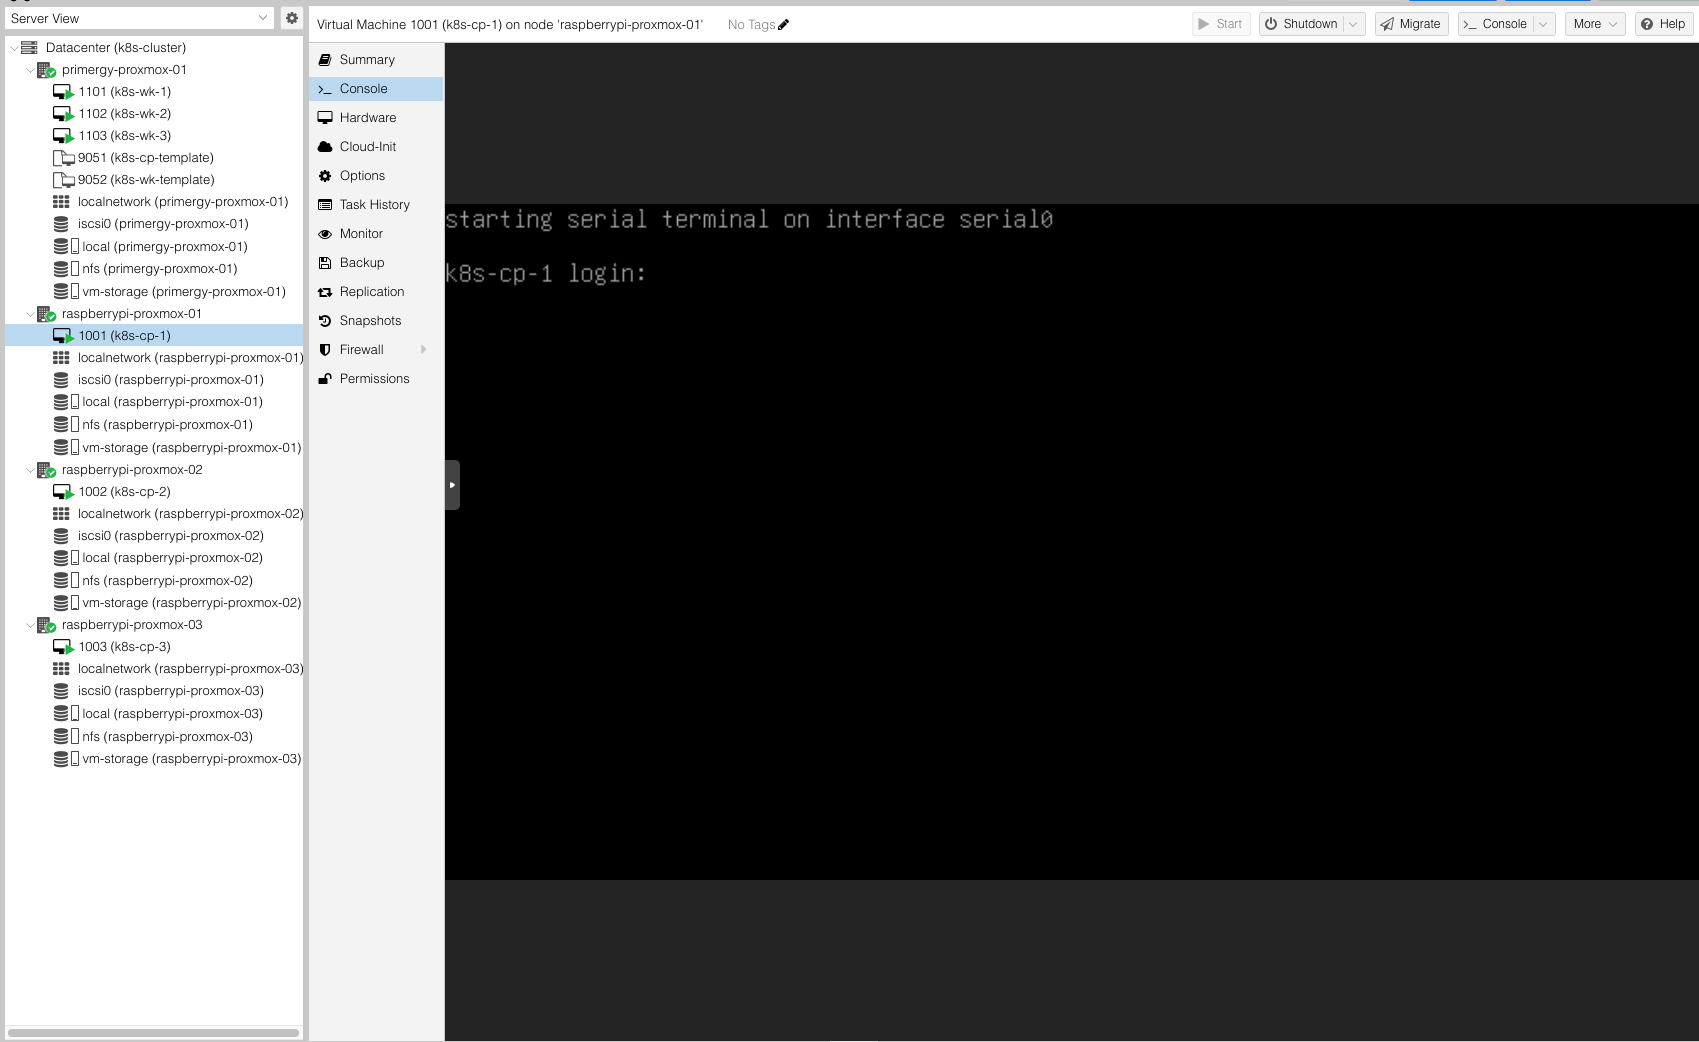 Server View
Virtual Machine 1001 (k8s-cp-1) on node 'raspberrypi-proxmox-01'
No Tags
Start
Shutdown
Migrate
Console
More
Help
Datacenter (k8s-cluster)
primergy-proxmox-01
1101 (k8s-wk-1)
1102 (k8s-wk-2)
1103 (k8s-wk-3)
9051 (k8s-cp-template)
9052 (k8s-wk-template)
localnetwork (primergy-proxmox-01)
iscsi0 (primergy-proxmox-01)
local (primergy-proxmox-01)
nfs (primergy-proxmox-01)
vm-storage (primergy-proxmox-01)
raspberrypi-proxmox-01
1001 (k8s-cp-1)
localnetwork (raspberrypi-proxmox-01)
iscsi0 (raspberrypi-proxmox-01)
local (raspberrypi-proxmox-01)
nfs (raspberrypi-proxmox-01)
vm-storage (raspberrypi-proxmox-01)
raspberrypi-proxmox-02
1002 (k8s-cp-2)
localnetwork (raspberrypi-proxmox-02)
iscsi0 (raspberrypi-proxmox-02)
local (raspberrypi-proxmox-02)
nfs (raspberrypi-proxmox-02)
vm-storage (raspberrypi-proxmox-02)
raspberrypi-proxmox-03
1003 (k8s-cp-3)
localnetwork (raspberrypi-proxmox-03)
iscsi0 (raspberrypi-proxmox-03)
local (raspberrypi-proxmox-03)
nfs (raspberrypi-proxmox-03)
vm-storage (raspberrypi-proxmox-03)
Summary
Console
Hardware
Cloud-Init
Options
Task History
Monitor
Backup
Replication
Snapshots
Firewall
Permissions
starting serial terminal on interface serial0
k8s-cp-1 login: